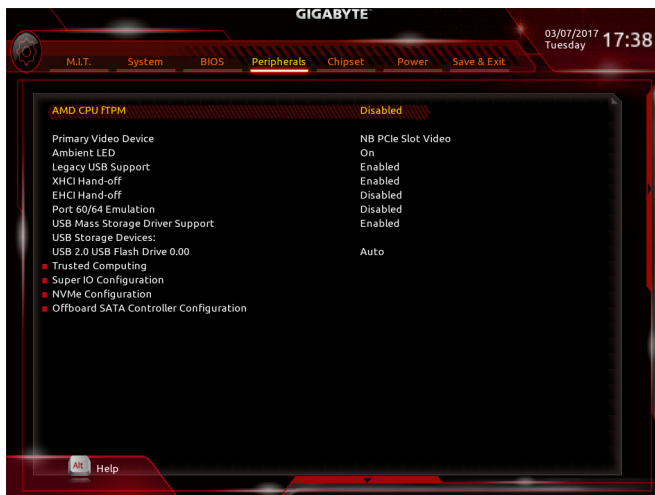 GIGABYTE™
03/07/2017 17:38
Tuesday
M.I.T. System BIOS Peripherals Chipset Power Save & Exit
AMD CPU fTPM Disabled
Primary Video Device NB PCIe Slot Video
Ambient LED On
Legacy USB Support Enabled
XHCI Hand-off Enabled
EHCI Hand-off Disabled
Port 60/64 Emulation Disabled
USB Mass Storage Driver Support Enabled
USB Storage Devices:
USB 2.0 USB Flash Drive 0.00 Auto
Trusted Computing
Super IO Configuration
NVMe Configuration
Offboard SATA Controller Configuration
Alt Help